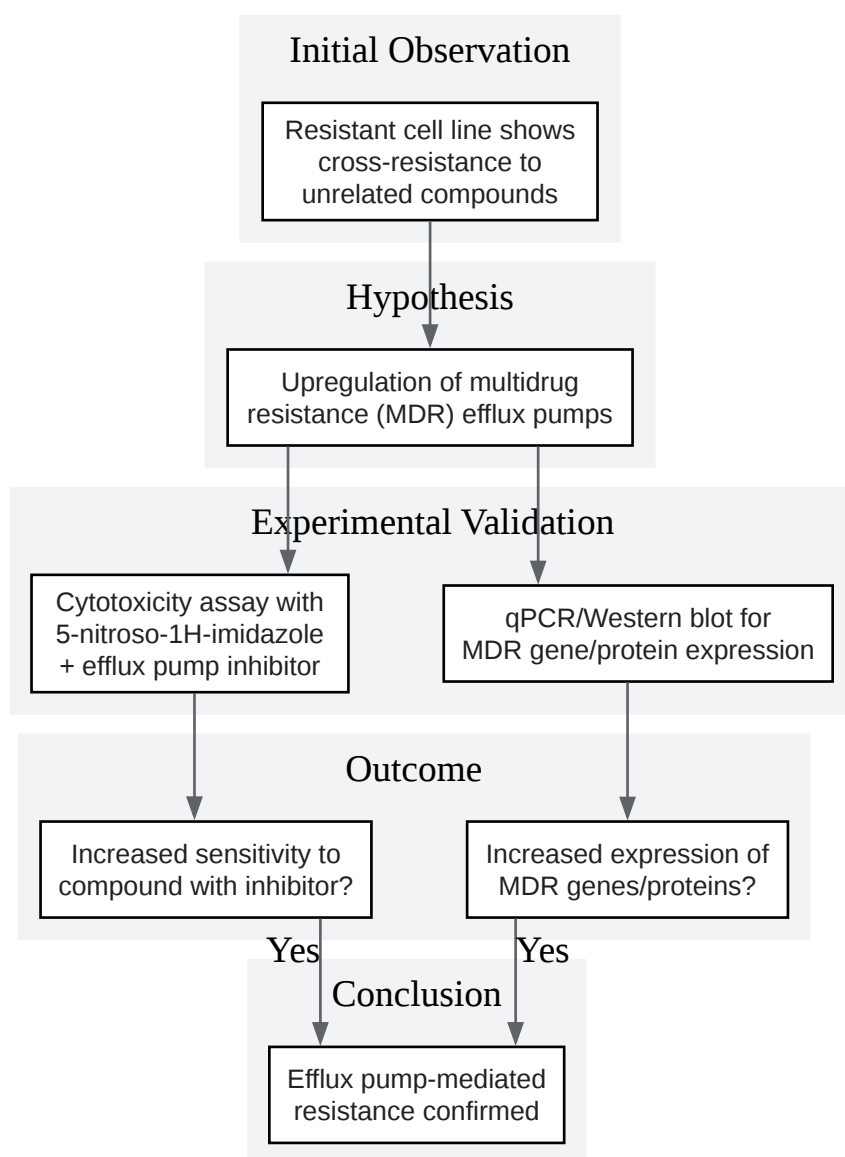 Initial Observation
Resistant cell line shows
cross-resistance to
unrelated compounds
Hypothesis
Upregulation of multidrug
resistance (MDR) efflux pumps
Experimental Validation
Cytotoxicity assay with
5-nitroso-1H-imidazole
+ efflux pump inhibitor
qPCR/Western blot for
MDR gene/protein expression
Outcome
Increased sensitivity to
compound with inhibitor?
Increased expression of
MDR genes/proteins?
Yes
Yes
Conclusion
Efflux pump-mediated
resistance confirmed